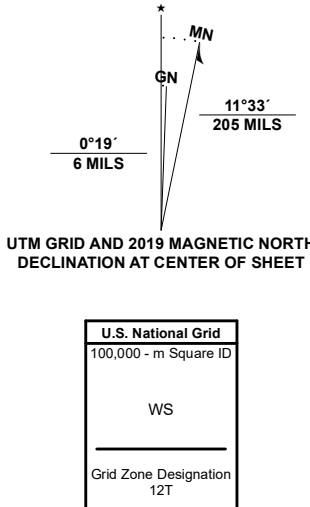 ★
MN
GN
11°33´
205 MILS
0°19´
6 MILS
UTM GRID AND 2019 MAGNETIC NORTH
DECLINATION AT CENTER OF SHEET
U.S. National Grid
100,000 - m Square ID
WS
Grid Zone Designation
12T